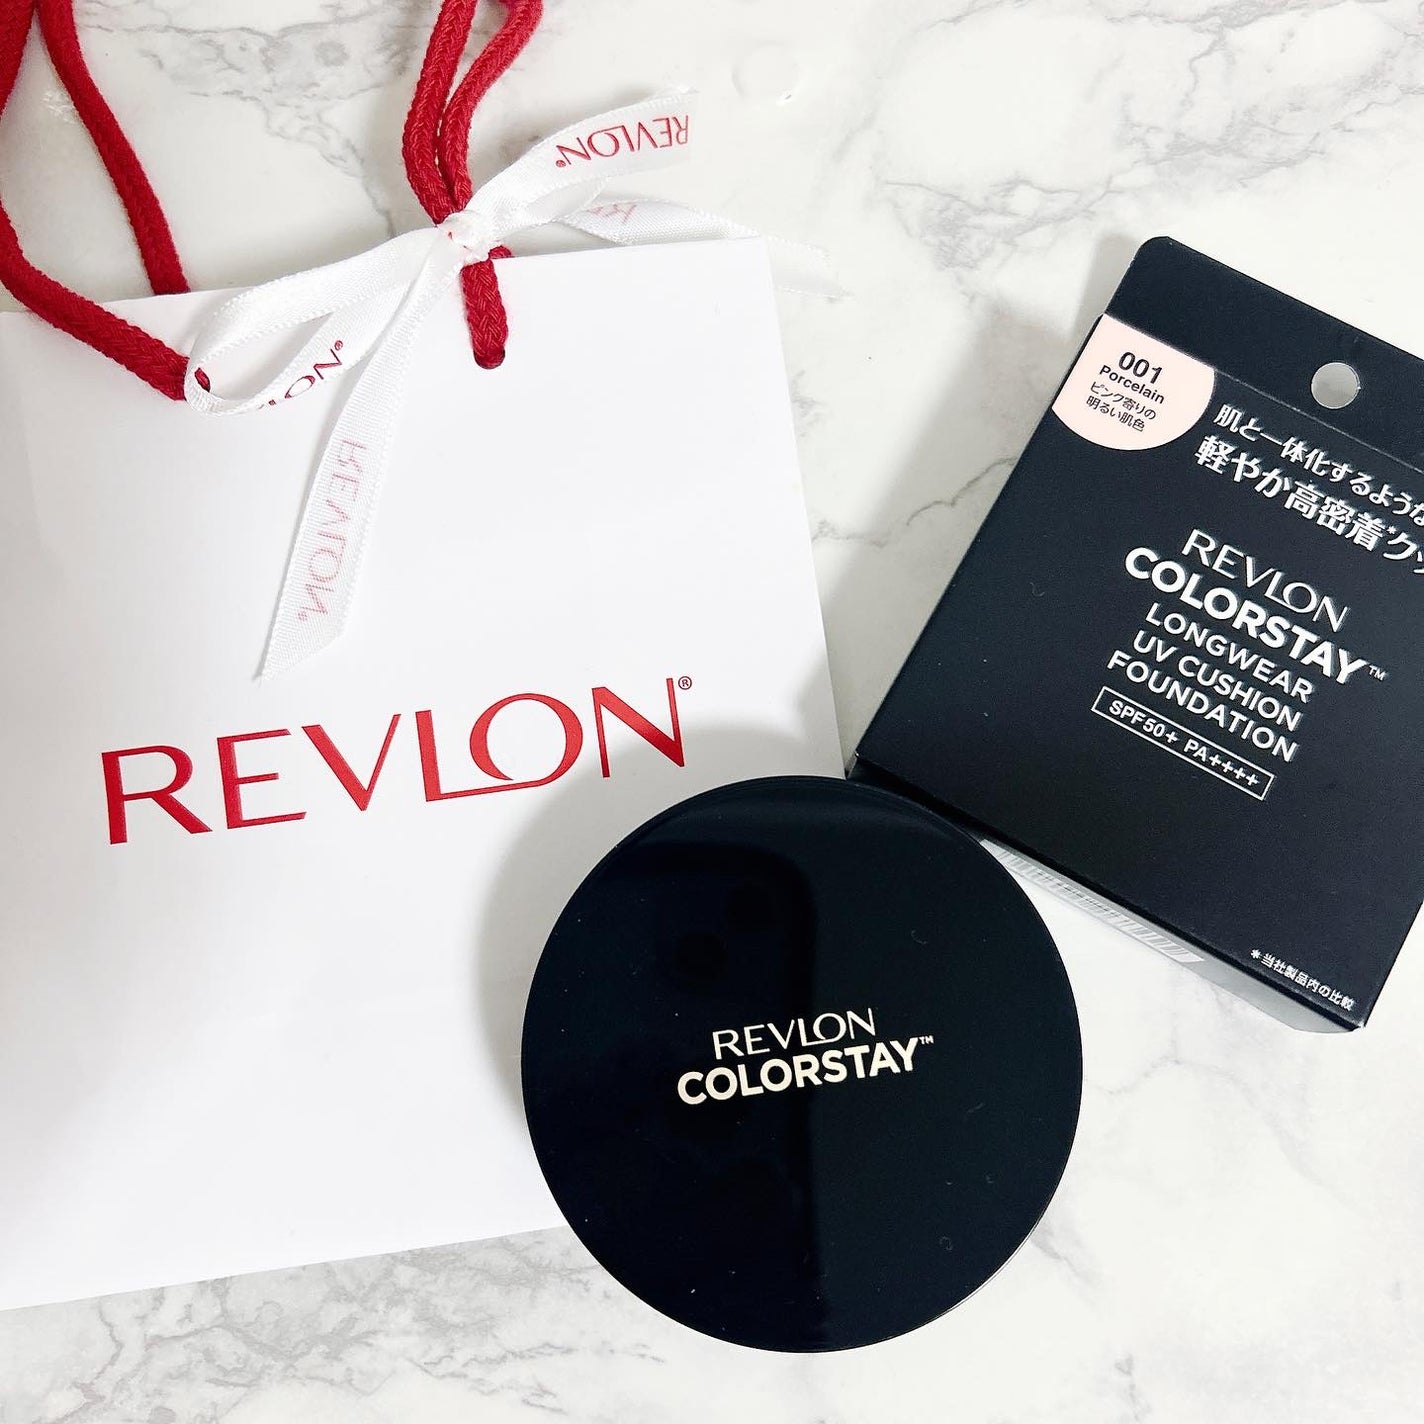 REVLON®
REVLON®
REVLON®
REVLON®
001
Porcelain
ピンク寄りの
明るい肌色
肌と一体化するような
軽やか高密着*クッ
REVLON
COLORSTAY™
LONGWEAR
UV CUSHION
FOUNDATION
SPF50+ PA++++
*当社製品内の比較
REVLON
COLORSTAY™